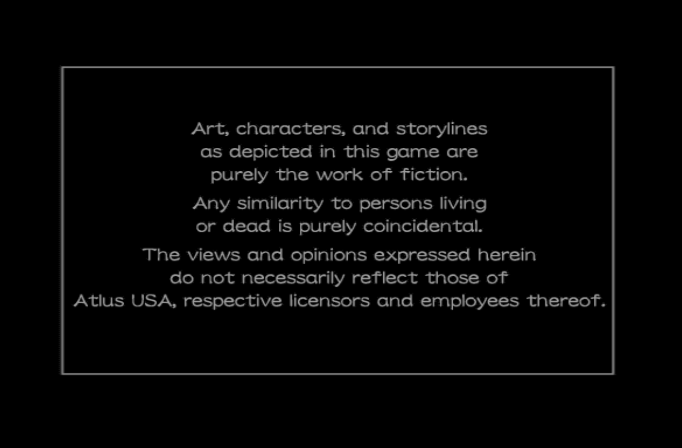 Art, characters, and storylines
as depicted in this game are
purely the work of fiction.
Any similarity to persons living
or dead is purely coincidental.
The views and opinions expressed herein
do not necessarily reflect those of
Atlus USA, respective licensors and employees thereof.